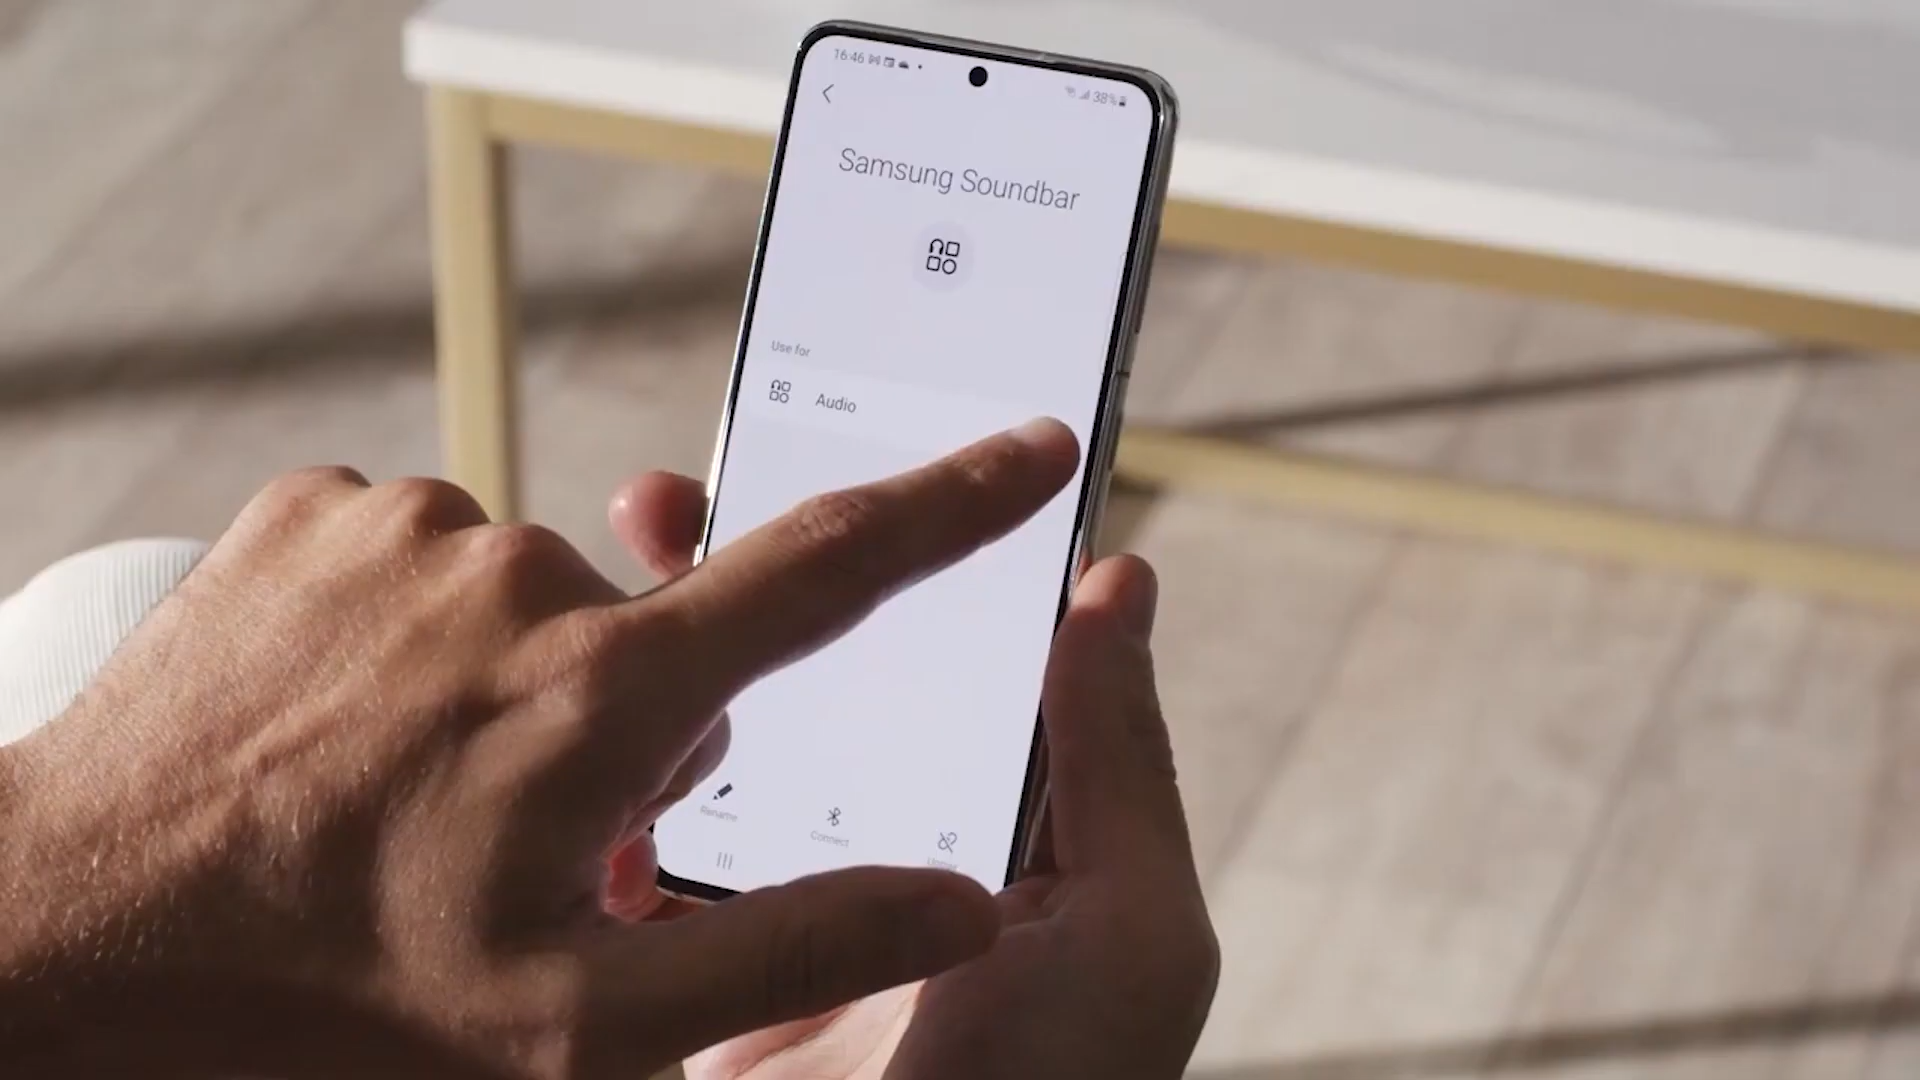 16:46
38%
Samsung Soundbar
Use for
Audio
Rename
Connect